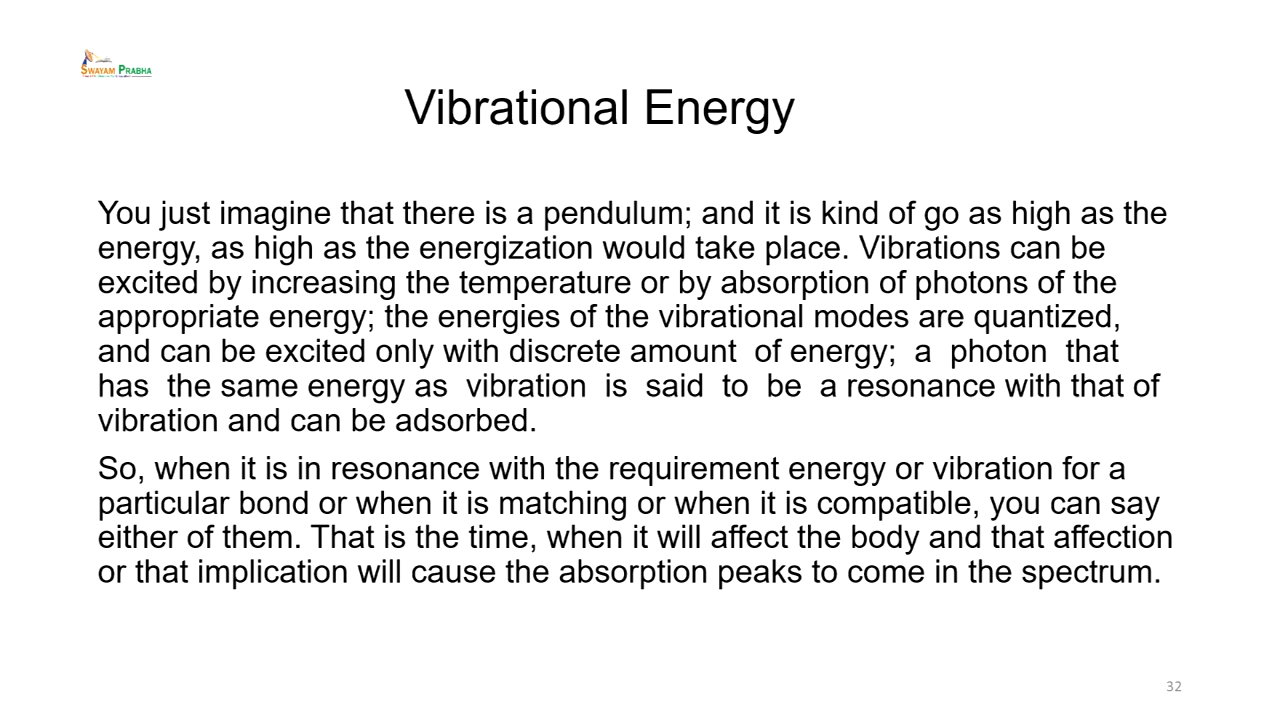 SWAYAM PRABHA
Vibrational Energy
You just imagine that there is a pendulum; and it is kind of go as high as the
energy, as high as the energization would take place. Vibrations can be
excited by increasing the temperature or by absorption of photons of the
appropriate energy; the energies of the vibrational modes are quantized,
and can be excited only with discrete amount  of energy;  a  photon  that
has  the same energy as  vibration  is  said  to  be  a resonance with that of
vibration and can be adsorbed.
So, when it is in resonance with the requirement energy or vibration for a
particular bond or when it is matching or when it is compatible, you can say
either of them. That is the time, when it will affect the body and that affection
or that implication will cause the absorption peaks to come in the spectrum.
32